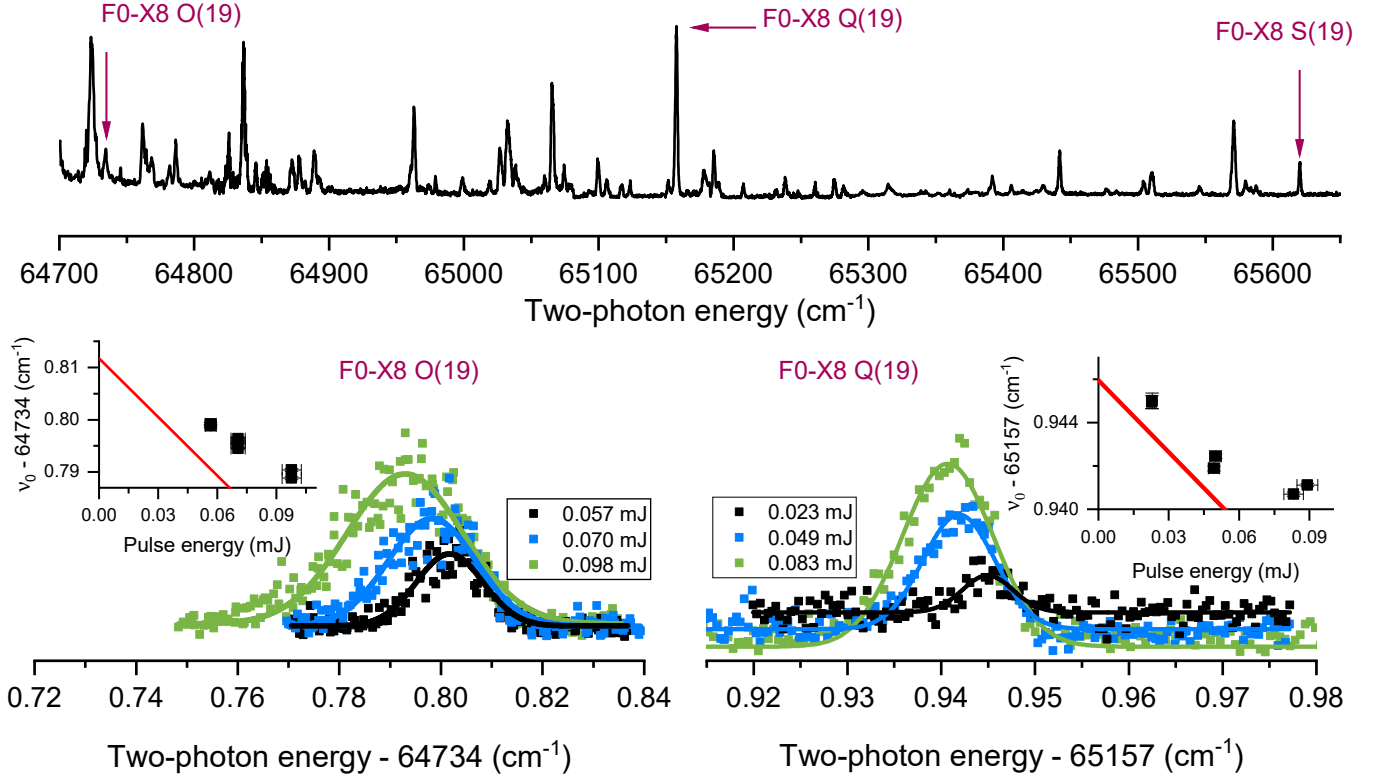 F0-X8 O(19)
F0-X8 Q(19)
F0-X8 S(19)
64700 64800 64900 65000 65100 65200 65300 65400 65500 65600
Two-photon energy (cm⁻¹)
F0-X8 O(19)
ν₀ - 64734 (cm⁻¹)
0.81
0.80
0.79
0.00 0.03 0.06 0.09
Pulse energy (mJ)
0.057 mJ
0.070 mJ
0.098 mJ
0.72 0.74 0.76 0.78 0.80 0.82 0.84
Two-photon energy - 64734 (cm⁻¹)
F0-X8 Q(19)
ν₀ - 65157 (cm⁻¹)
0.944
0.940
0.00 0.03 0.06 0.09
Pulse energy (mJ)
0.023 mJ
0.049 mJ
0.083 mJ
0.92 0.93 0.94 0.95 0.96 0.97 0.98
Two-photon energy - 65157 (cm⁻¹)